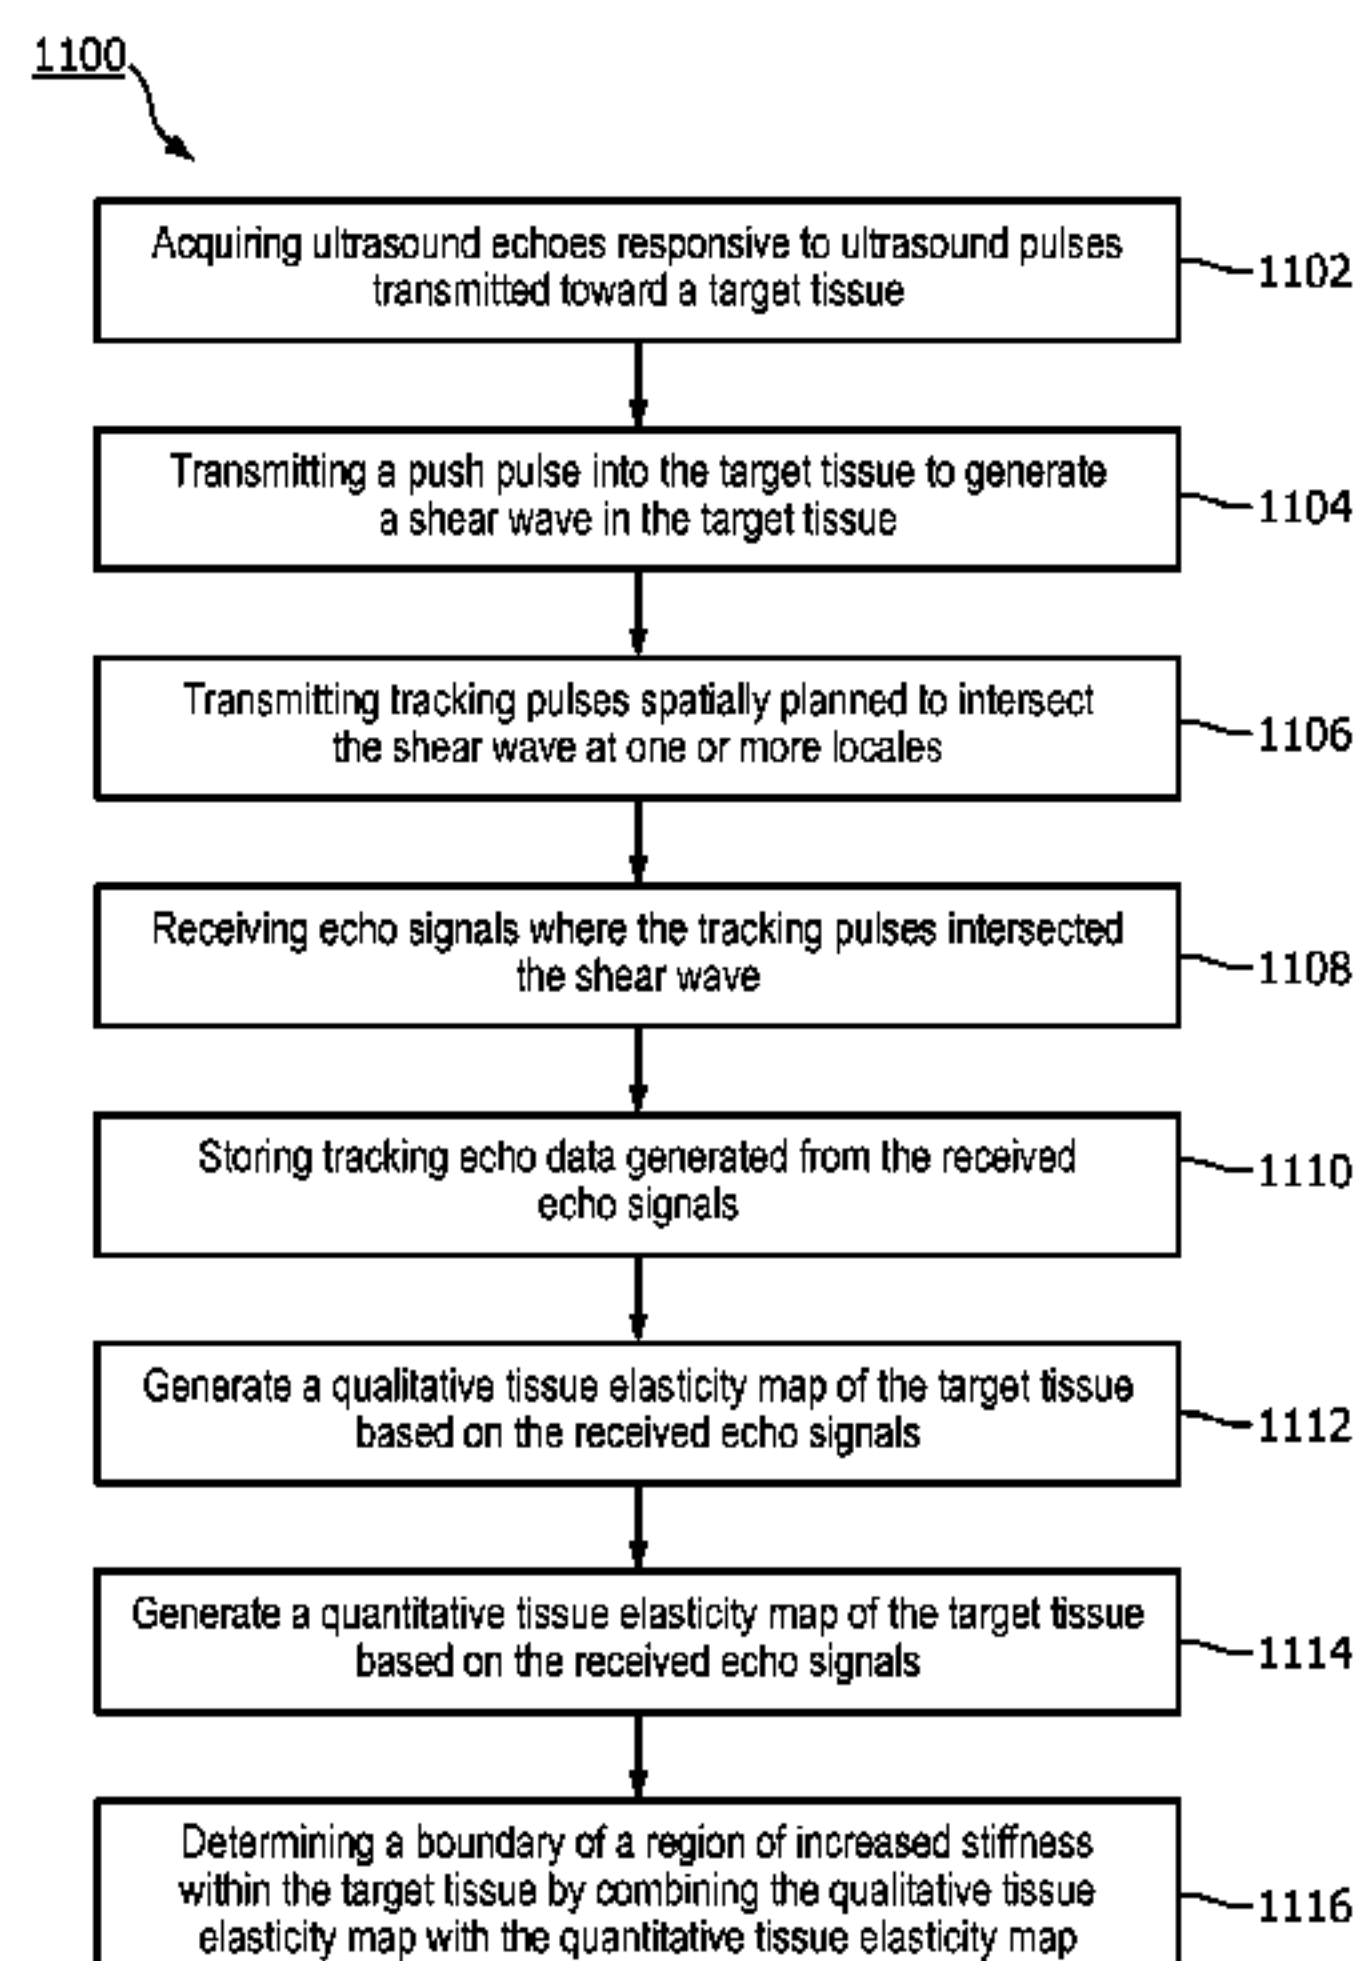 1100
Acquiring ultrasound echoes responsive to ultrasound pulses
transmitted toward a target tissue
1102
Transmitting a push pulse into the target tissue to generate
a shear wave in the target tissue
1104
Transmitting tracking pulses spatially planned to intersect
the shear wave at one or more locales
1106
Receiving echo signals where the tracking pulses intersected
the shear wave
1108
Storing tracking echo data generated from the received
echo signals
1110
Generate a qualitative tissue elasticity map of the target tissue
based on the received echo signals
1112
Generate a quantitative tissue elasticity map of the target tissue
based on the received echo signals
1114
Determining a boundary of a region of increased stiffness
within the target tissue by combining the qualitative tissue
elasticity map with the quantitative tissue elasticity map
1116